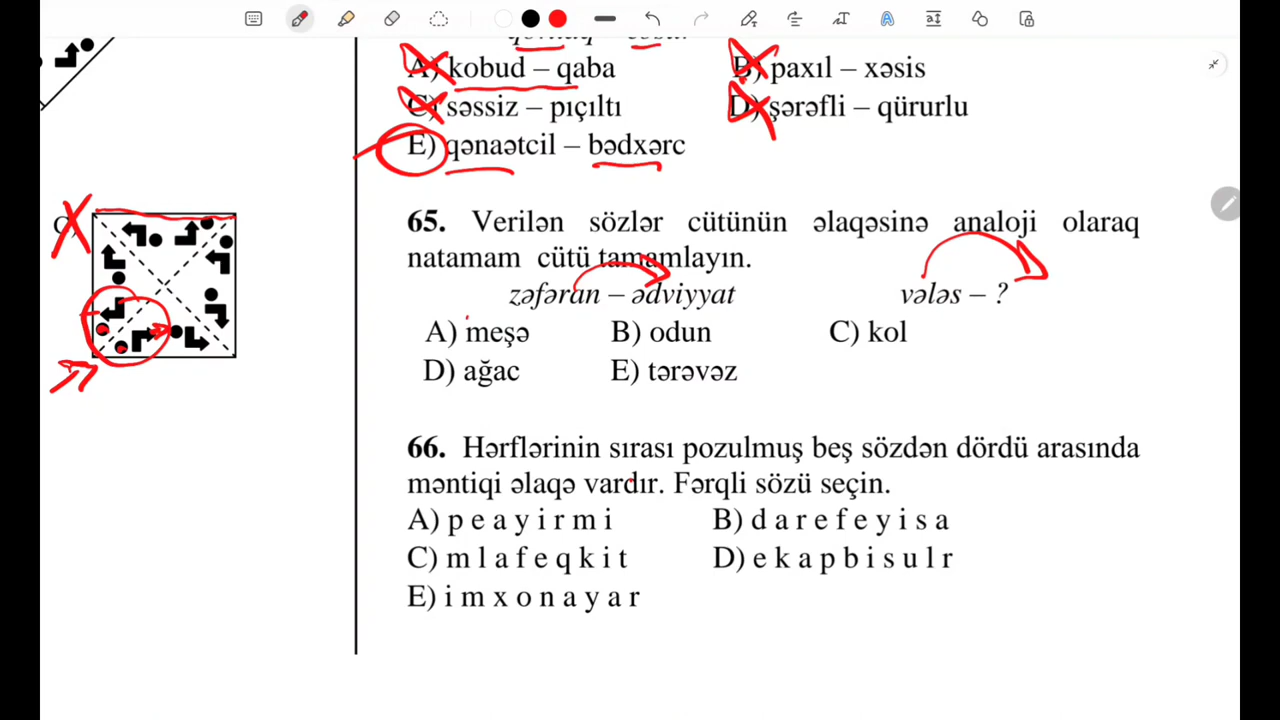 A) kobud – qaba B) paxıl – xəsis
C) səssiz – pıçıltı D) şərəfli – qürurlu
E) qənaətcil – bədxərc
65. Verilən sözlər cütünün əlaqəsinə analoji olaraq
natamam cütü tamamlayın.
zəfəran – ədviyyat vələs – ?
A) meşə B) odun C) kol
D) ağac E) tərəvəz
66. Hərflərinin sırası pozulmuş beş sözdən dördü arasında
məntiqi əlaqə vardır. Fərqli sözü seçin.
A) p e a y i r m i B) d a r e f e y i s a
C) m l a f e q k i t D) e k a p b i s u l r
E) i m x o n a y a r